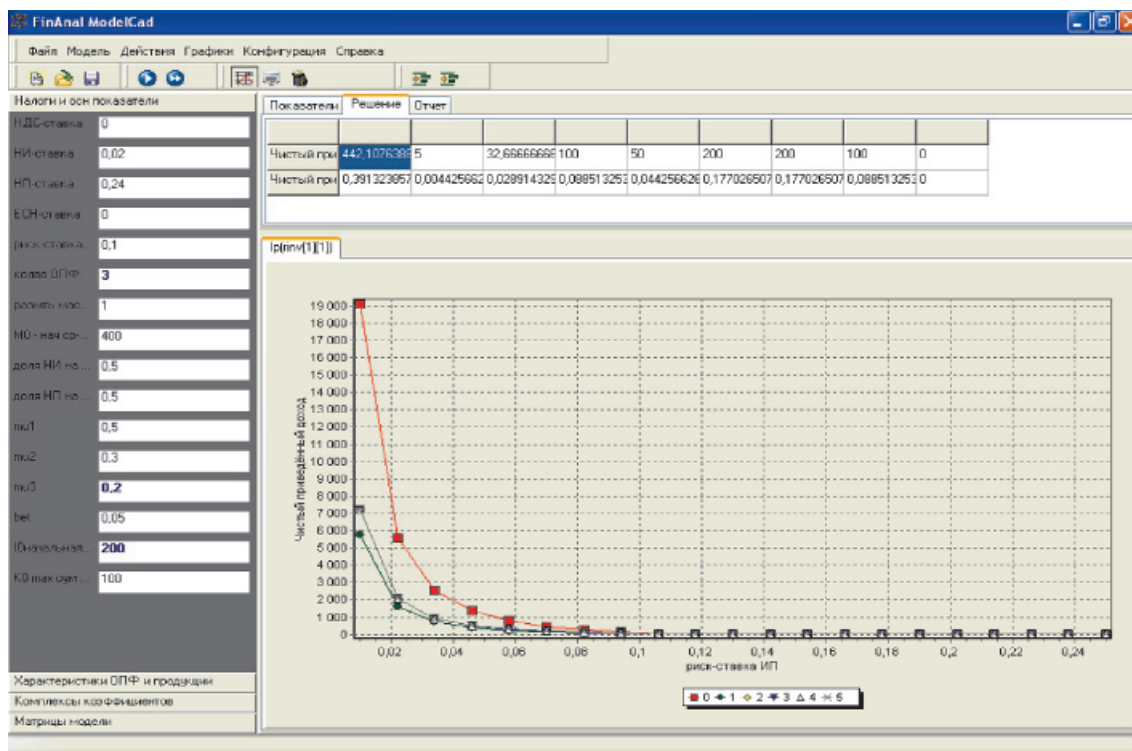 FinAnal ModelCad
Файл Модель Действия Графики Конфигурация Справка
Налоги и осн показатели
НДС-ставка 0
НИ-ставка 0,02
НП-ставка 0,24
ЕСН-ставка 0
риск-ставка... 0,1
колво ОПФ 3
размть мас... 1
М0 - нач ср-... 400
доля НИ на ... 0,5
доля НП на ... 0,5
mu1 0,5
mu2 0,3
mu3 0,2
bet 0,05
I0начальная... 200
K0 max сум ... 100
Характеристики ОПФ и продукции
Комплексы коэффициентов
Матрицы модели
Показатели Решение Отчет
Чистый при 442,1076388 5 32,66666666 100 50 200 200 100 0
Чистый при 0,391323857 0,004425662 0,028914329 0,088513253 0,044256626 0,177026507 0,177026507 0,088513253 0
Ip(rinv[1][1])
Чистый приведённый доход
19 000
18 000
17 000
16 000
15 000
14 000
13 000
12 000
11 000
10 000
9 000
8 000
7 000
6 000
5 000
4 000
3 000
2 000
1 000
0
0,02 0,04 0,06 0,08 0,1 0,12 0,14 0,16 0,18 0,2 0,22 0,24
риск-ставка ИП
0 1 2 3 4 5